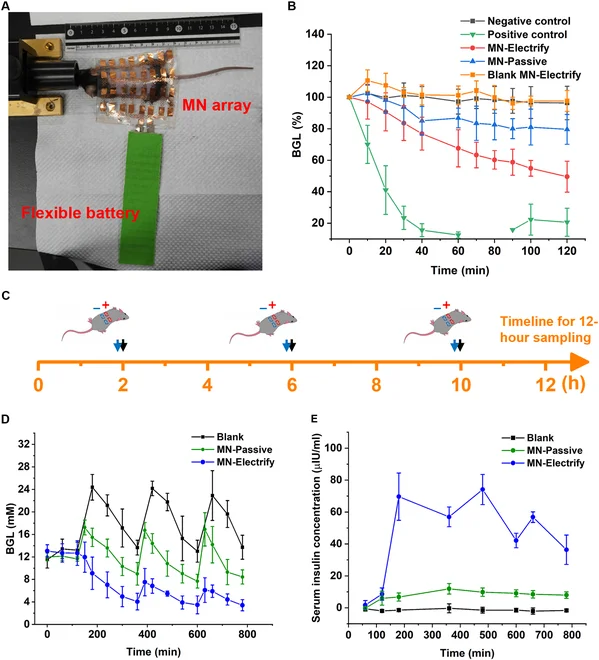 A
MN array
Flexible battery
B
Negative control
Positive control
MN-Electrify
MN-Passive
Blank MN-Electrify
BGL (%)
140
120
100
80
60
40
20
0 20 40 60 80 100 120
Time (min)
C
Timeline for 12-
hour sampling
0 2 4 6 8 10 12 (h)
D
Blank
MN-Passive
MN-Electrify
BGL (mM)
32
28
24
20
16
12
8
4
0
0 200 400 600 800
Time (min)
E
Blank
MN-Passive
MN-Electrify
Serum insulin concentration (µIU/ml)
100
80
60
40
20
0
0 100 200 300 400 500 600 700 800
Time (min)